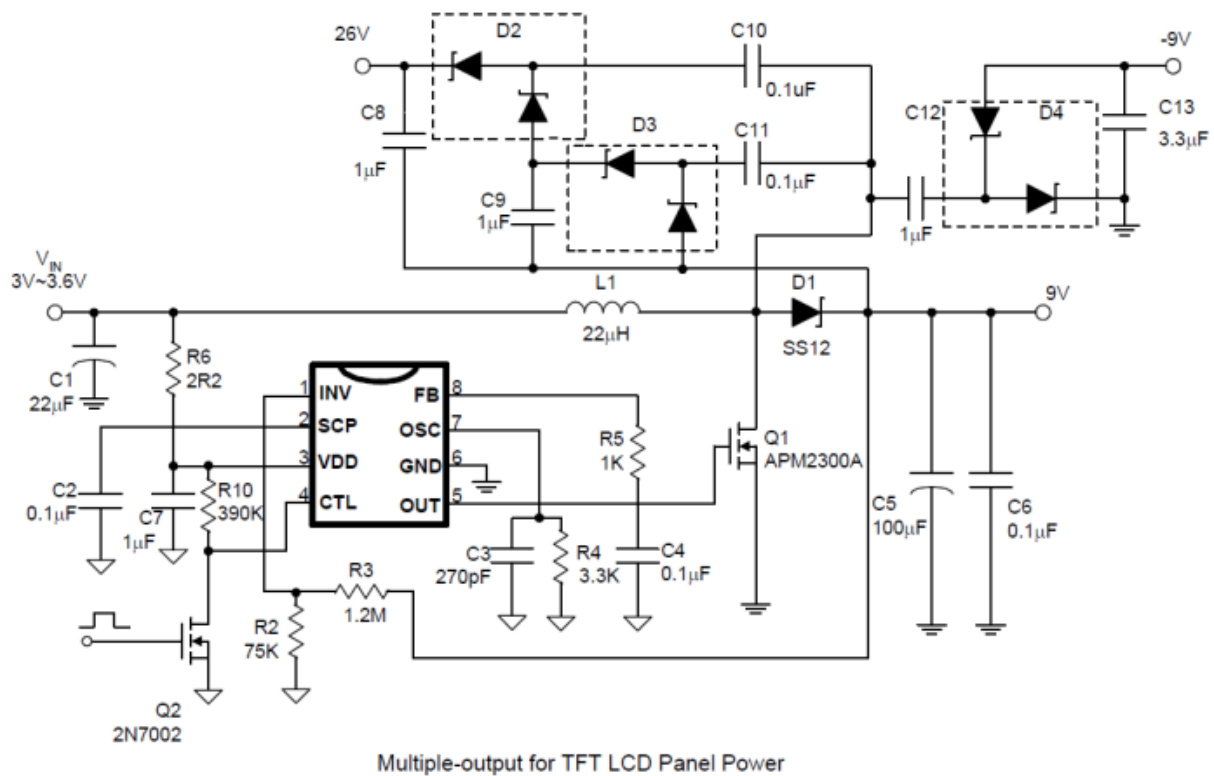 26V
D2
C10
0.1uF
-9V
C8
1μF
D3
C11
0.1μF
C12
1μF
D4
C13
3.3μF
C9
1μF
VIN
3V~3.6V
L1
22μH
D1
SS12
9V
C1
22μF
R6
2R2
1 INV
2 SCP
3 VDD
4 CTL
FB 8
OSC 7
GND 6
OUT 5
R5
1K
Q1
APM2300A
C2
0.1μF
C7
1μF
R10
390K
C5
100μF
C6
0.1μF
C3
270pF
R4
3.3K
C4
0.1μF
R3
1.2M
R2
75K
Q2
2N7002
Multiple-output for TFT LCD Panel Power